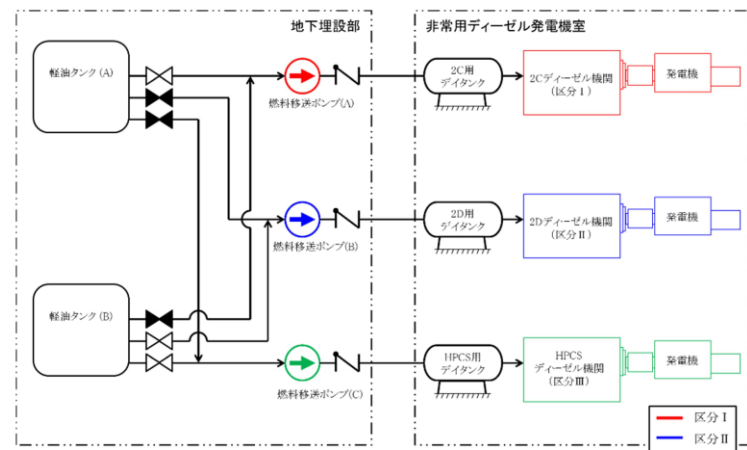 地下埋設部
非常用ディーゼル発電機室
軽油タンク(A)
燃料移送ポンプ(A)
2C用
デイタンク
2Cディーゼル機関
(区分Ⅰ)
発電機
燃料移送ポンプ(B)
2D用
デイタンク
2Dディーゼル機関
(区分Ⅱ)
発電機
軽油タンク(B)
燃料移送ポンプ(C)
HPCS用
デイタンク
HPCS
ディーゼル機関
(区分Ⅲ)
発電機
区分Ⅰ
区分Ⅱ